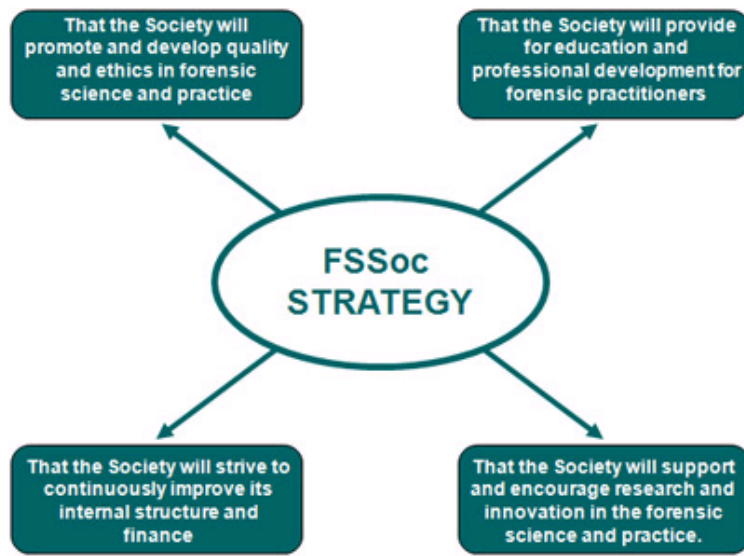 That the Society will
promote and develop quality
and ethics in forensic
science and practice
That the Society will provide
for education and
professional development for
forensic practitioners
FSSoc
STRATEGY
That the Society will strive to
continuously improve its
internal structure and
finance
That the Society will support
and encourage research and
innovation in the forensic
science and practice.